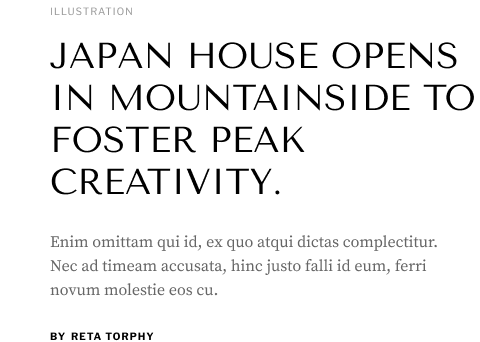 ILLUSTRATION
JAPAN HOUSE OPENS
IN MOUNTAINSIDE TO
FOSTER PEAK
CREATIVITY.
Enim omittam qui id, ex quo atqui dictas complectitur.
Nec ad timeam accusata, hinc justo falli id eum, ferri
novum molestie eos cu.
BY RETA TORPHY